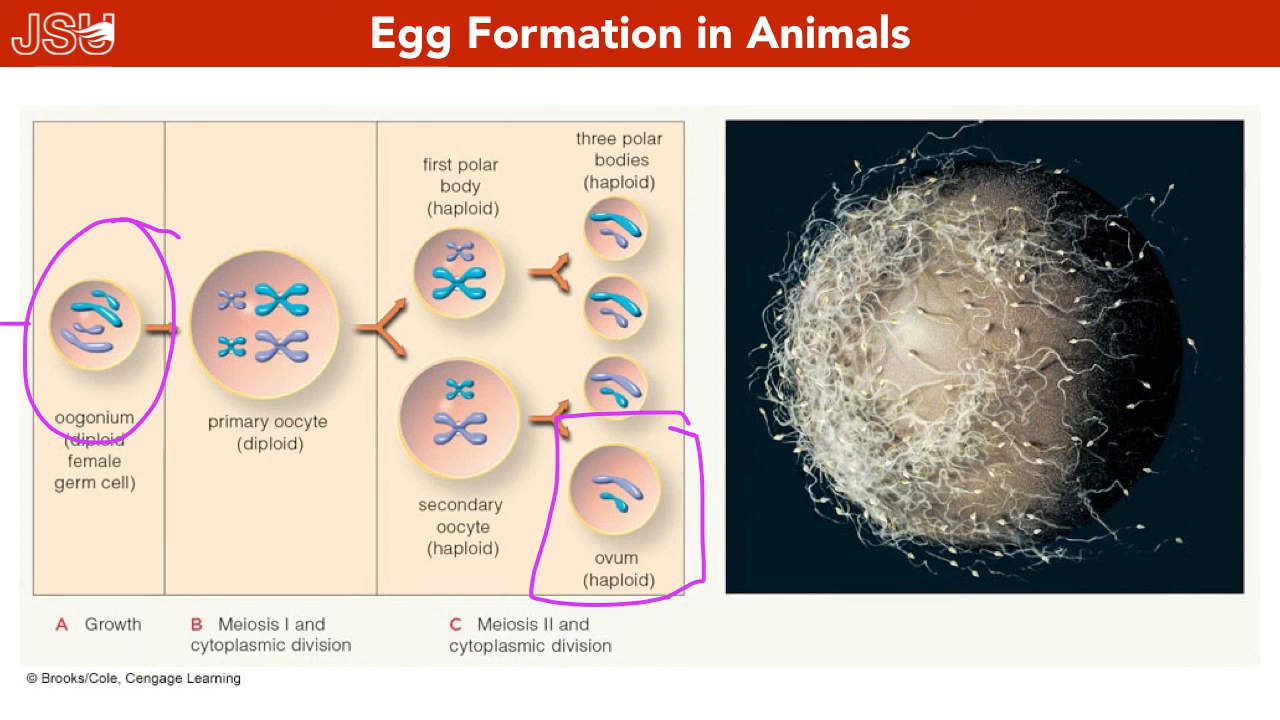 JSU
Egg Formation in Animals
oogonium
(diploid
female
germ cell)
primary oocyte
(diploid)
first polar
body
(haploid)
secondary
oocyte
(haploid)
three polar
bodies
(haploid)
ovum
(haploid)
A Growth
B Meiosis I and
cytoplasmic division
C Meiosis II and
cytoplasmic division
© Brooks/Cole, Cengage Learning